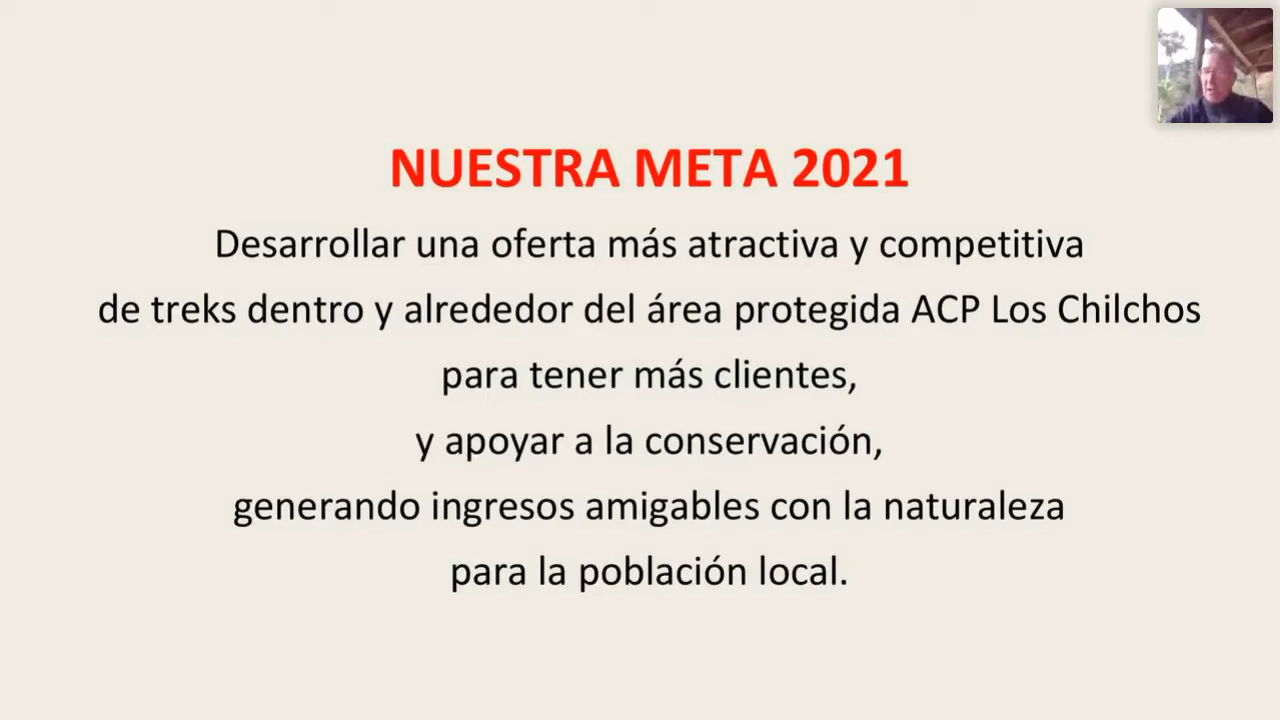 NUESTRA META 2021
Desarrollar una oferta más atractiva y competitiva
de treks dentro y alrededor del área protegida ACP Los Chilchos
para tener más clientes,
y apoyar a la conservación,
generando ingresos amigables con la naturaleza
para la población local.